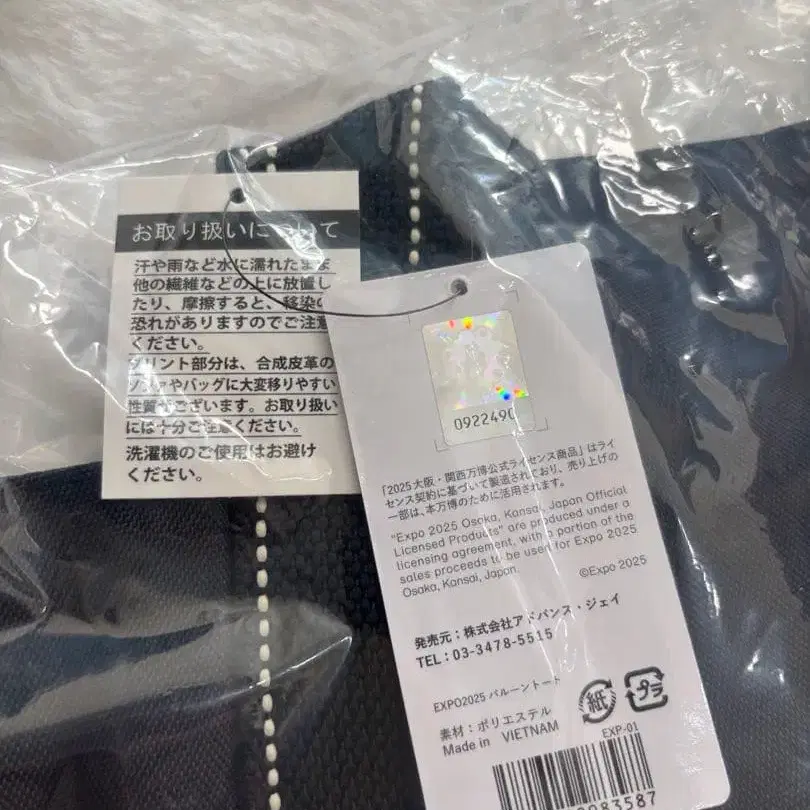 お取り扱いについて
汗や雨など水に濡れたまま
他の繊維などの上に放置し
たり、摩擦すると、移染の
恐れがありますのでご注意
ください。
プリント部分は、合成皮革の
ソファやバッグに大変移りやすい
性質がございます。お取り扱い
には十分ご注意ください。
洗濯機のご使用はお避け
ください。
0922490
「2025大阪・関西万博公式ライセンス商品」はライ
センス契約に基づいて製造されており、売り上げの
一部は、本万博のために活用されます。
"Expo 2025 Osaka, Kansai, Japan Official
Licensed Products" are produced under a
licensing agreement, with a portion of the
sales proceeds to be used for Expo 2025
Osaka, Kansai, Japan.
©Expo 2025
発売元：株式会社アドバンス・ジェイ
TEL：03-3478-5515
EXPO2025 バルーントート
紙 プラ
素材：ポリエステル
Made in VIETNAM
EXP-01
83587